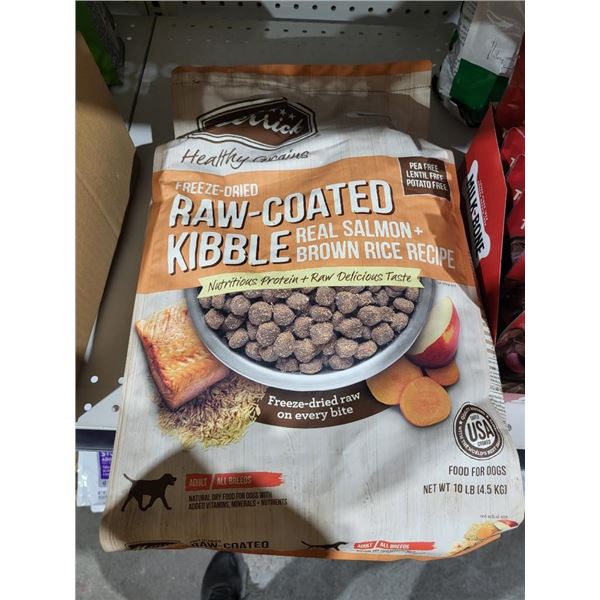 Healthy Grains
PEA FREE
LENTIL FREE
POTATO FREE
FREEZE-DRIED
RAW-COATED
KIBBLE
REAL SALMON +
BROWN RICE RECIPE
Nutritious Protein + Raw Delicious Taste
MILK-BONE
Freeze-dried raw
on every bite
USA
COOKED
FOOD FOR DOGS
NET WT 10 LB (4.5 KG)
ADULT / ALL BREEDS
NATURAL DRY FOOD FOR DOGS WITH
ADDED VITAMINS, MINERALS + NUTRIENTS
RAW-COATED
ADULT / ALL BREEDS